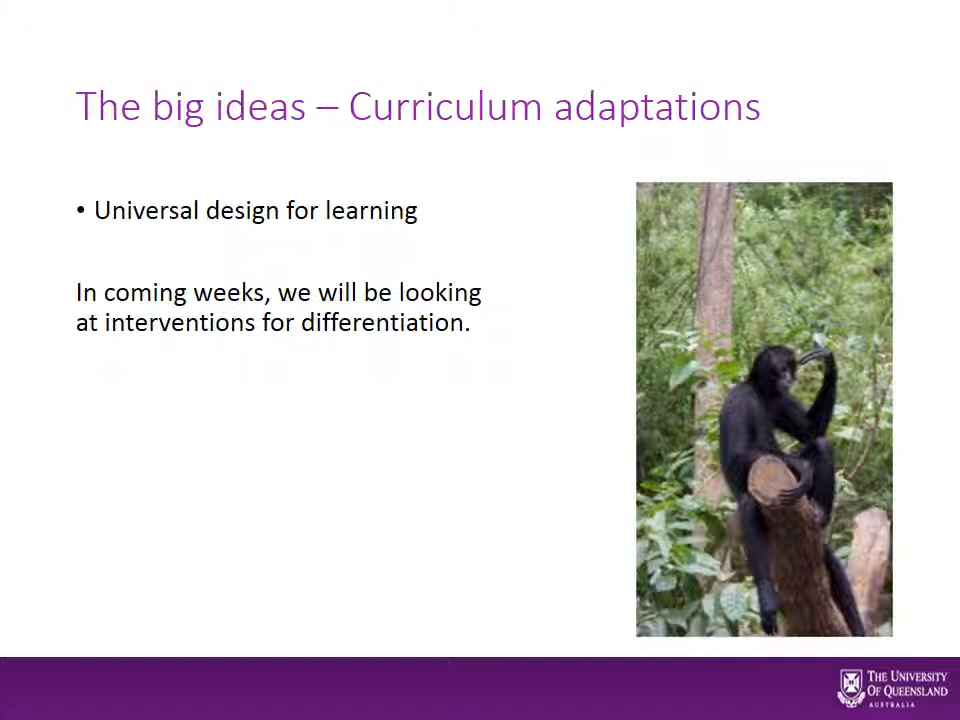 The big ideas – Curriculum adaptations
• Universal design for learning
In coming weeks, we will be looking
at interventions for differentiation.
THE UNIVERSITY
OF QUEENSLAND
AUSTRALIA